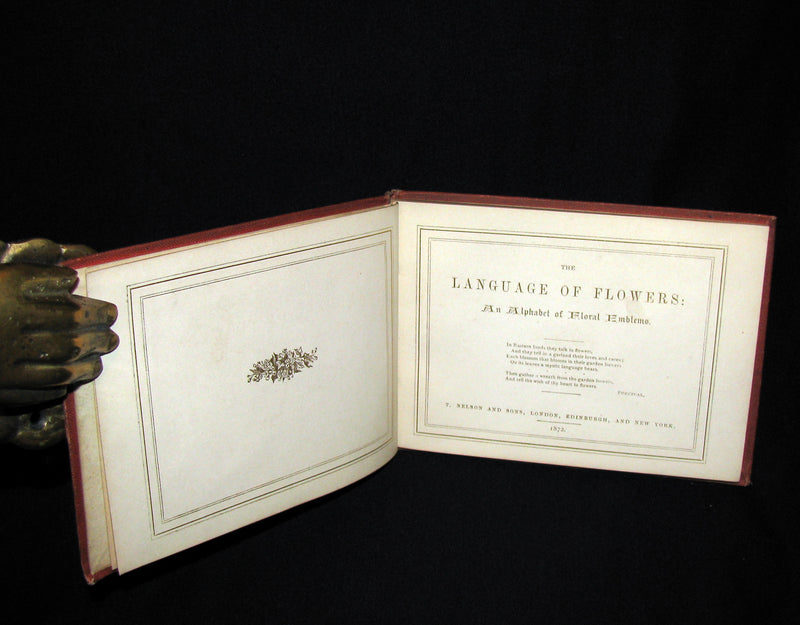 THE
LANGUAGE OF FLOWERS:
An Alphabet of Floral Emblems.
In Eastern lands they talk in flowers,
And they tell in a garland their loves and cares;
Each blossom that blooms in their garden bowers
On its leaves a mystic language bears.
Then gather a wreath from the garden bowers,
And tell the wish of thy heart in flowers.
PERCIVAL.
T. NELSON AND SONS, LONDON, EDINBURGH, AND NEW YORK.
1872.